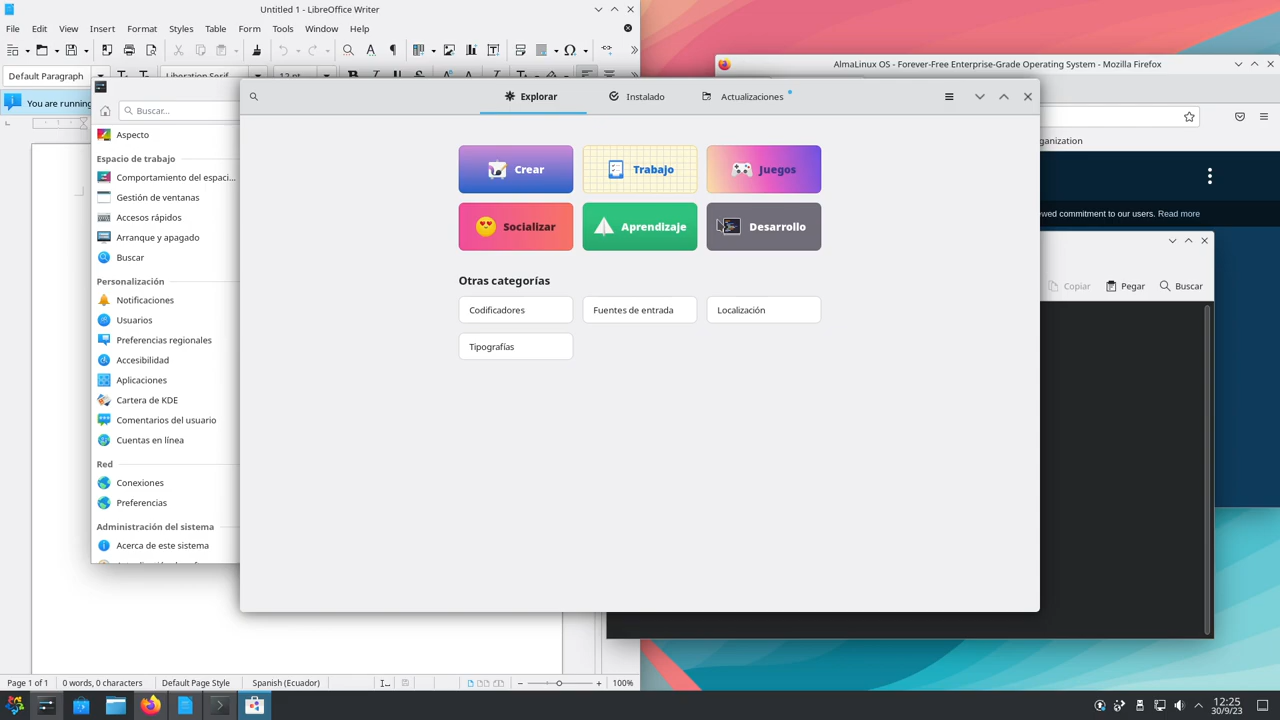 Untitled 1 - LibreOffice Writer
File Edit View Insert Format Styles Table Form Tools Window Help
Default Paragraph
Liberation Serif
12 pt
You are running
AlmaLinux OS - Forever-Free Enterprise-Grade Operating System - Mozilla Firefox
Buscar...
Explorar
Instalado
Actualizaciones
Aspecto
Espacio de trabajo
Comportamiento del espaci...
Gestión de ventanas
Accesos rápidos
Arranque y apagado
Buscar
Personalización
Notificaciones
Usuarios
Preferencias regionales
Accesibilidad
Aplicaciones
Cartera de KDE
Comentarios del usuario
Cuentas en línea
Red
Conexiones
Preferencias
Administración del sistema
Acerca de este sistema
Crear
Trabajo
Juegos
Socializar
Aprendizaje
Desarrollo
Otras categorías
Codificadores
Fuentes de entrada
Localización
Tipografías
ganization
wed commitment to our users. Read more
Copiar
Pegar
Buscar
Page 1 of 1
0 words, 0 characters
Default Page Style
Spanish (Ecuador)
100%
12:25
30/9/23